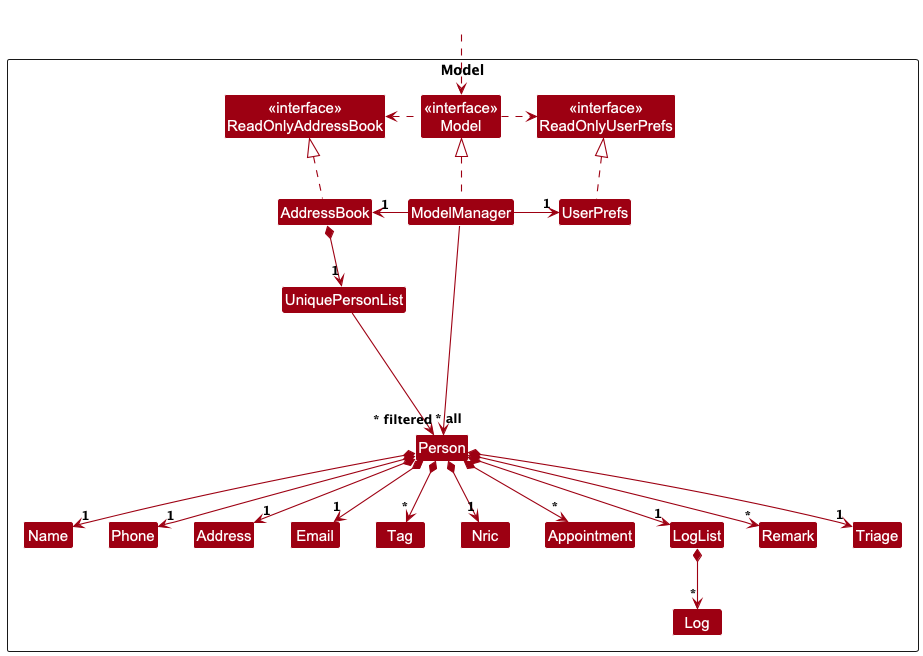 Model
«interface»
ReadOnlyAddressBook
«interface»
Model
«interface»
ReadOnlyUserPrefs
AddressBook
1
ModelManager
1
UserPrefs
1
UniquePersonList
* filtered
* all
Person
1
1
1
1
*
1
*
1
*
1
Name
Phone
Address
Email
Tag
Nric
Appointment
LogList
Remark
Triage
*
Log